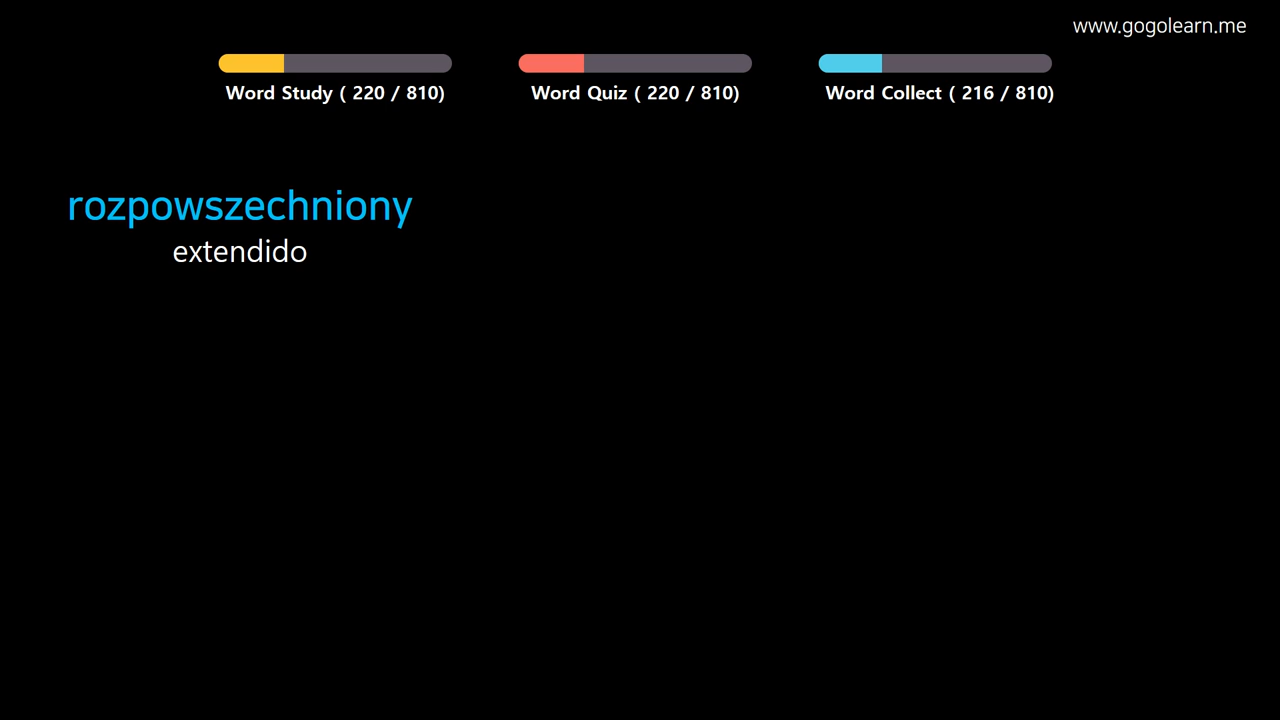 www.gogolearn.me
Word Study ( 220 / 810)
Word Quiz ( 220 / 810)
Word Collect ( 216 / 810)
rozpowszechniony
extendido